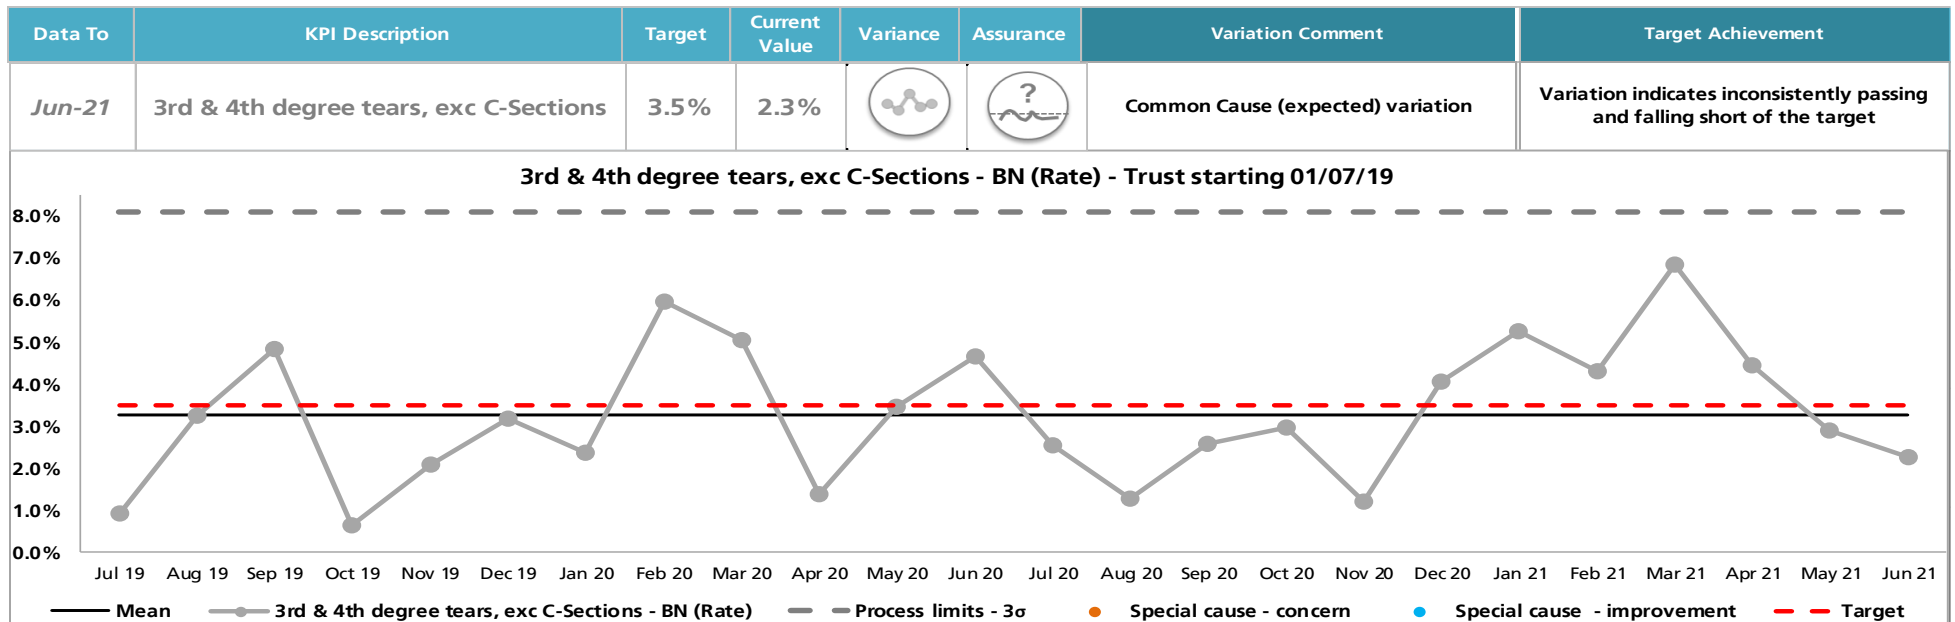 Data To KPI Description Target Current Value Variance Assurance Variation Comment Target Achievement
Jun-21 3rd & 4th degree tears, exc C-Sections 3.5% 2.3% ? Common Cause (expected) variation Variation indicates inconsistently passing
and falling short of the target
3rd & 4th degree tears, exc C-Sections - BN (Rate) - Trust starting 01/07/19
8.0%
7.0%
6.0%
5.0%
4.0%
3.0%
2.0%
1.0%
0.0%
Jul 19 Aug 19 Sep 19 Oct 19 Nov 19 Dec 19 Jan 20 Feb 20 Mar 20 Apr 20 May 20 Jun 20 Jul 20 Aug 20 Sep 20 Oct 20 Nov 20 Dec 20 Jan 21 Feb 21 Mar 21 Apr 21 May 21 Jun 21
Mean 3rd & 4th degree tears, exc C-Sections - BN (Rate) Process limits - 3σ Special cause - concern Special cause - improvement Target